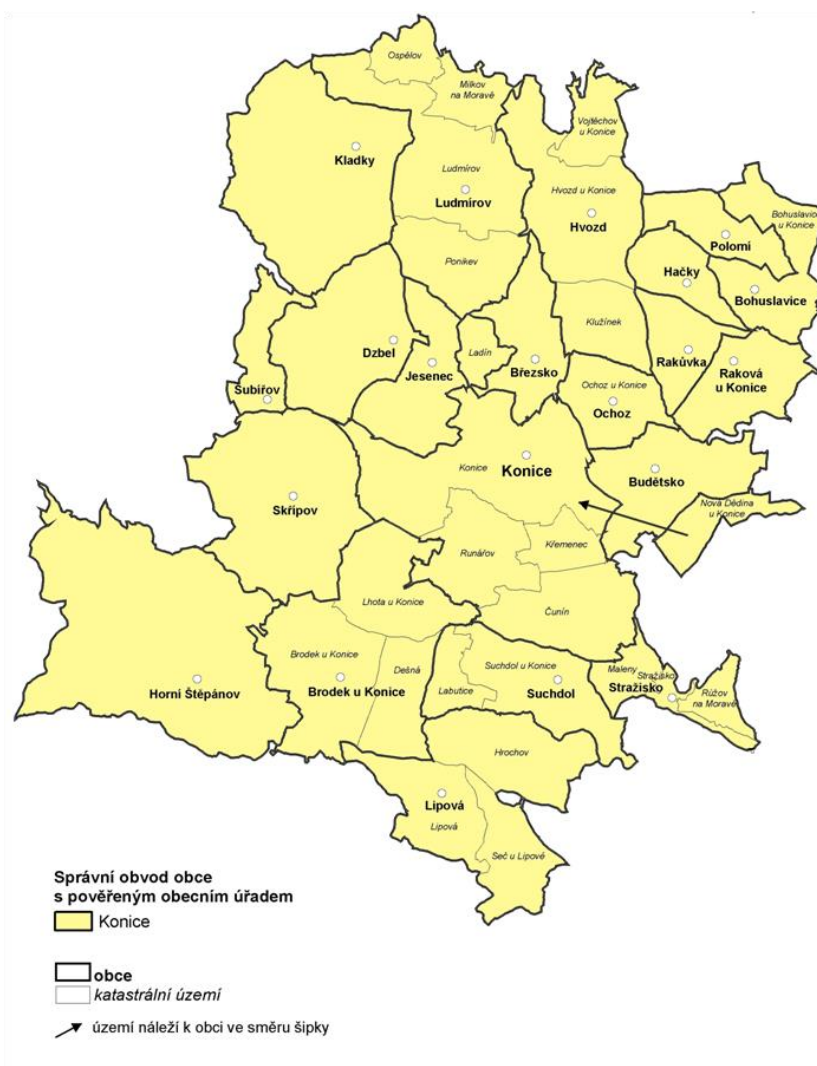 Ospělov
Milkov
na Moravě
Vojtěchov
u Konice
Kladky
Ludmírov
Ludmírov
Hvozd u Konice
Hvozd
Bohuslavice
u Konice
Polomí
Ponikev
Hačky
Bohuslavice
Klužínek
Dzbel
Ladín
Jesenec
Březsko
Rakůvka
Raková
u Konice
Šubířov
Ochoz u Konice
Ochoz
Konice
Konice
Budětsko
Skřípov
Nová Dědina
u Konice
Runářov
Křemenec
Lhota u Konice
Čunín
Brodek u Konice
Dešná
Suchdol u Konice
Maleny
Stražisko
Horní Štěpánov
Brodek u Konice
Labutice
Suchdol
Stražisko
Růžov
na Moravě
Hrochov
Lipová
Lipová
Seč u Lipové
Správní obvod obce
s pověřeným obecním úřadem
Konice
obce
katastrální území
území náleží k obci ve směru šipky